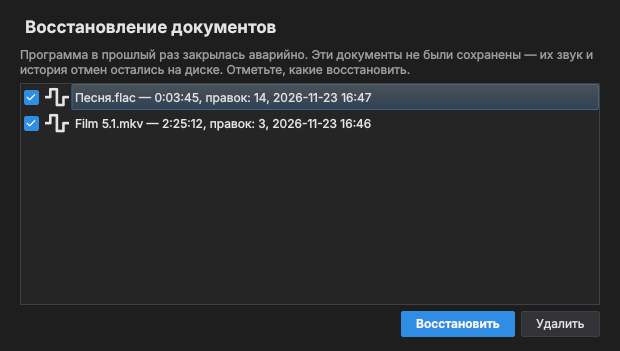 Восстановление документов
Программа в прошлый раз закрылась аварийно. Эти документы не были сохранены — их звук и
история отмен остались на диске. Отметьте, какие восстановить.
Песня.flac — 0:03:45, правок: 14, 2026-11-23 16:47
Film 5.1.mkv — 2:25:12, правок: 3, 2026-11-23 16:46
Восстановить
Удалить